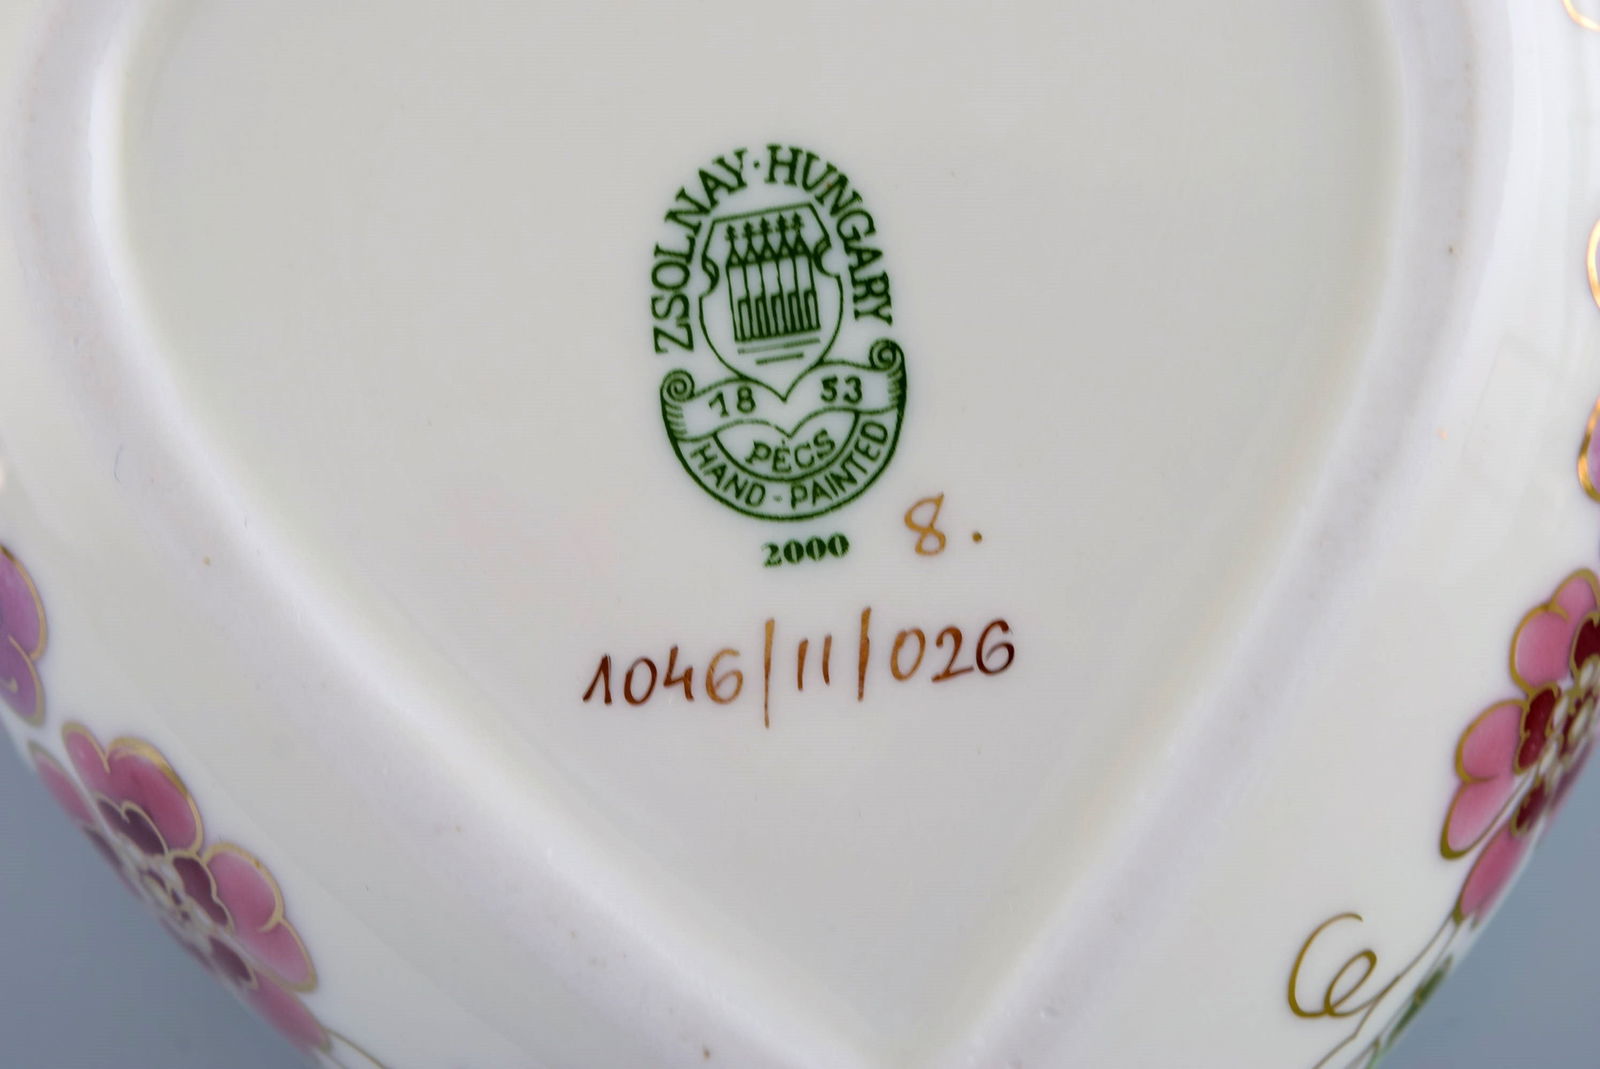 ZSOLNAY · HUNGARY
18 53
PÉCS
HAND - PAINTED
2000 8.
1046/11/026